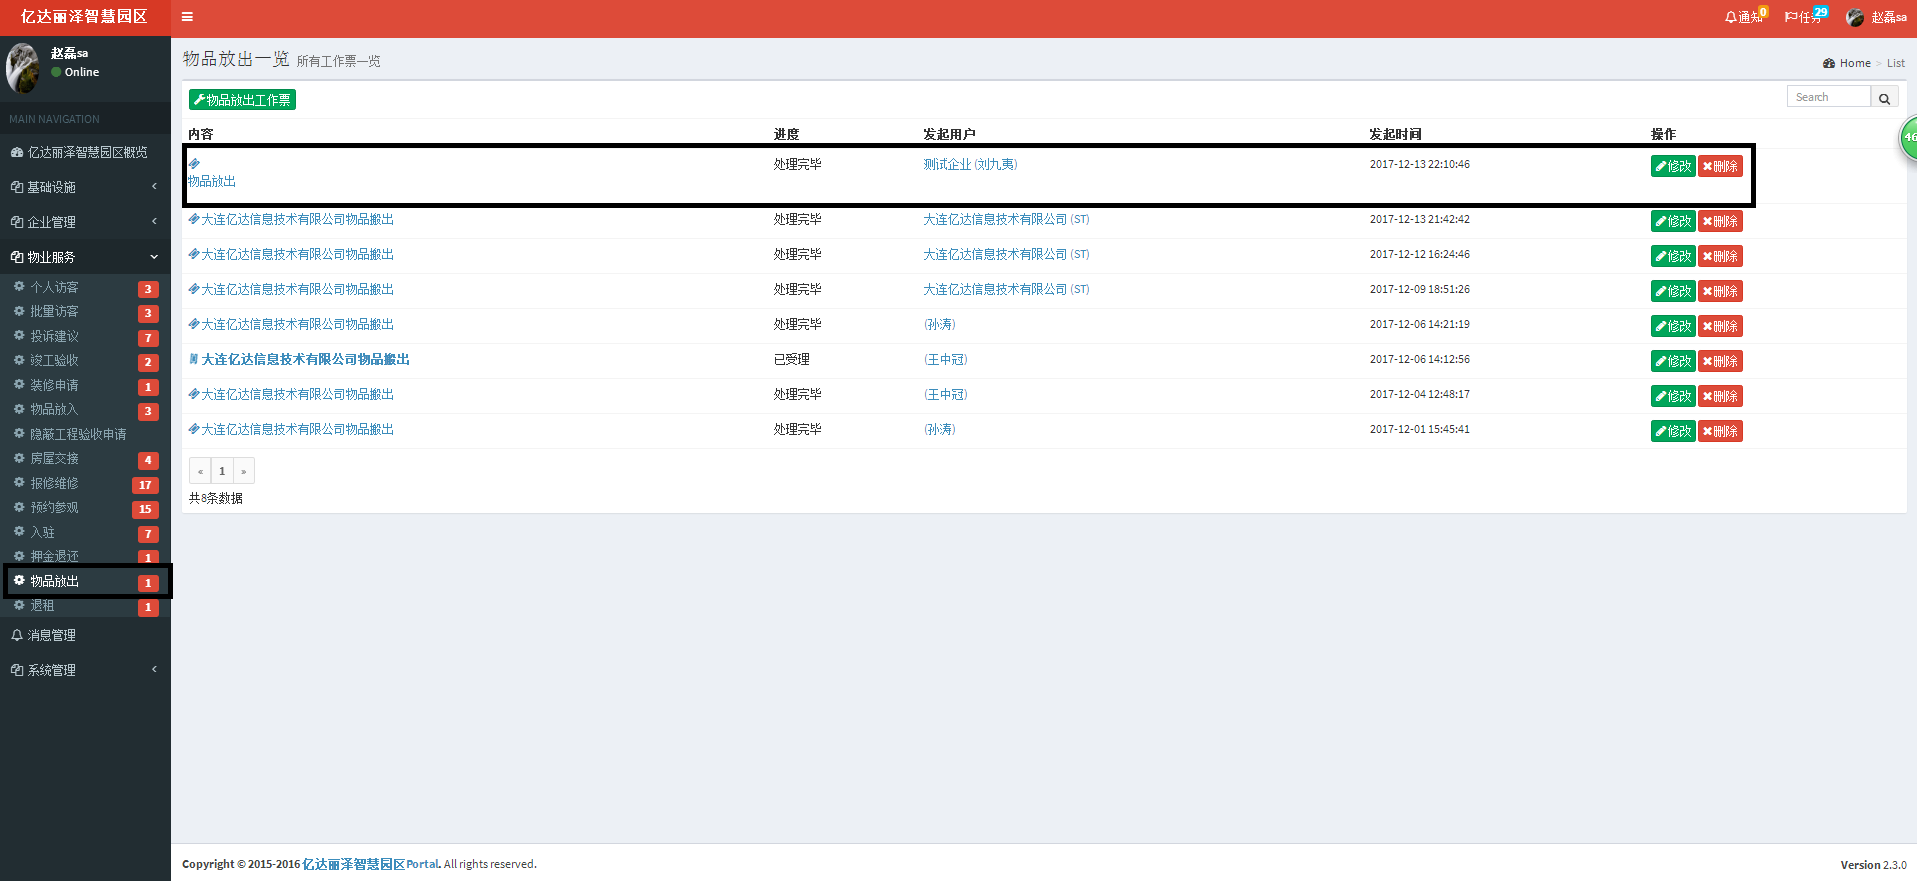 亿达丽泽智慧园区
通知 0
任务 29
赵磊sa
赵磊sa
Online
MAIN NAVIGATION
亿达丽泽智慧园区概览
基础设施
企业管理
物业服务
个人访客 3
批量访客 3
投诉建议 7
竣工验收 2
装修申请 1
物品放入 3
隐蔽工程验收申请
房屋交接 4
报修维修 17
预约参观 15
入驻 7
押金退还 1
物品放出 1
退租 1
消息管理
系统管理
物品放出一览 所有工作票一览
Home > List
物品放出工作票
Search
46
内容 进度 发起用户 发起时间 操作
处理完毕 测试企业 (刘九夷) 2017-12-13 22:10:46 修改 删除
物品放出
大连亿达信息技术有限公司物品搬出 处理完毕 大连亿达信息技术有限公司 (ST) 2017-12-13 21:42:42 修改 删除
大连亿达信息技术有限公司物品搬出 处理完毕 大连亿达信息技术有限公司 (ST) 2017-12-12 16:24:46 修改 删除
大连亿达信息技术有限公司物品搬出 处理完毕 大连亿达信息技术有限公司 (ST) 2017-12-09 18:51:26 修改 删除
大连亿达信息技术有限公司物品搬出 处理完毕 (孙涛) 2017-12-06 14:21:19 修改 删除
大连亿达信息技术有限公司物品搬出 已受理 (王中冠) 2017-12-06 14:12:56 修改 删除
大连亿达信息技术有限公司物品搬出 处理完毕 (王中冠) 2017-12-04 12:48:17 修改 删除
大连亿达信息技术有限公司物品搬出 处理完毕 (孙涛) 2017-12-01 15:45:41 修改 删除
« 1 »
共8条数据
Copyright © 2015-2016 亿达丽泽智慧园区Portal. All rights reserved.
Version 2.3.0